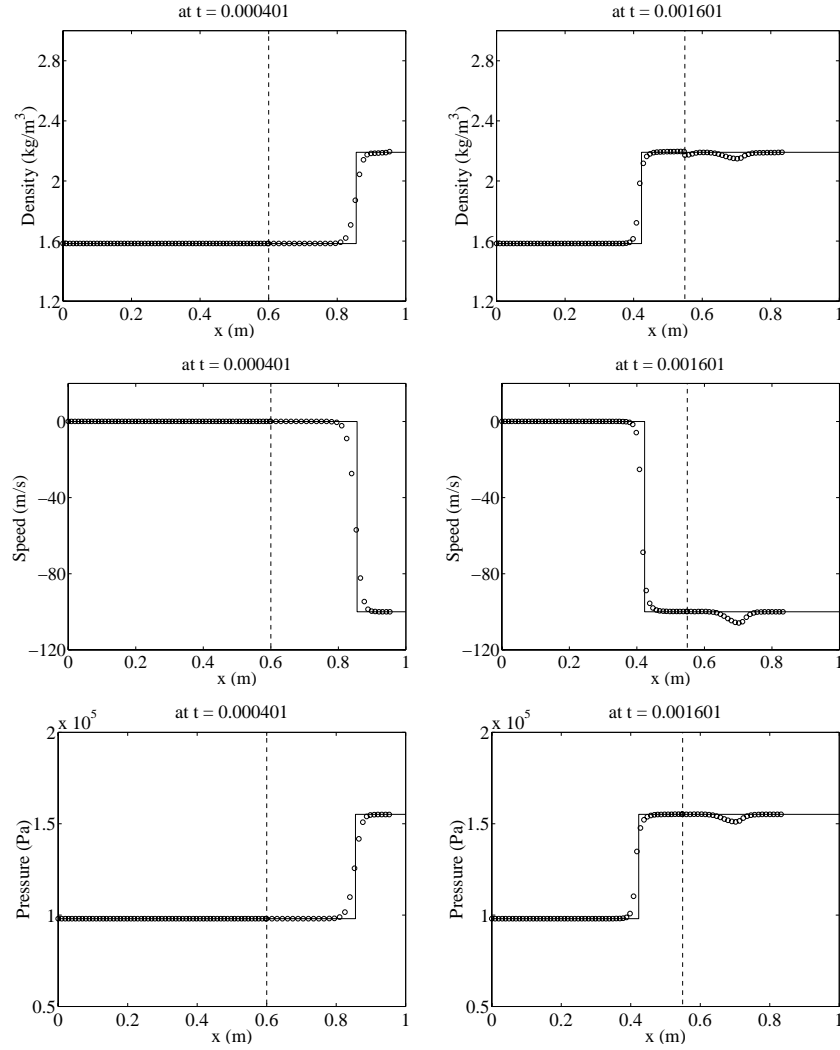 at t = 0.000401
at t = 0.001601
Density (kg/m³)
2.8
2.4
2
1.6
1.2
0 0.2 0.4 0.6 0.8 1
x (m)
Density (kg/m³)
2.8
2.4
2
1.6
1.2
0 0.2 0.4 0.6 0.8 1
x (m)
at t = 0.000401
at t = 0.001601
Speed (m/s)
0
−40
−80
−120
0 0.2 0.4 0.6 0.8 1
x (m)
Speed (m/s)
0
−40
−80
−120
0 0.2 0.4 0.6 0.8 1
x (m)
at t = 0.000401
at t = 0.001601
Pressure (Pa)
x 10⁵
2
1.5
1
0.5
0 0.2 0.4 0.6 0.8 1
x (m)
Pressure (Pa)
x 10⁵
2
1.5
1
0.5
0 0.2 0.4 0.6 0.8 1
x (m)